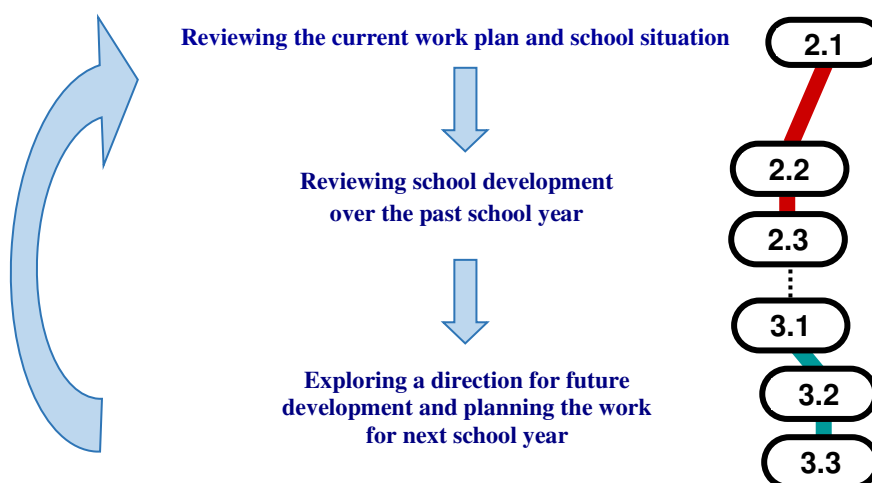 Reviewing the current work plan and school situation
2.1
Reviewing school development
over the past school year
2.2
2.3
3.1
Exploring a direction for future
development and planning the work
for next school year
3.2
3.3